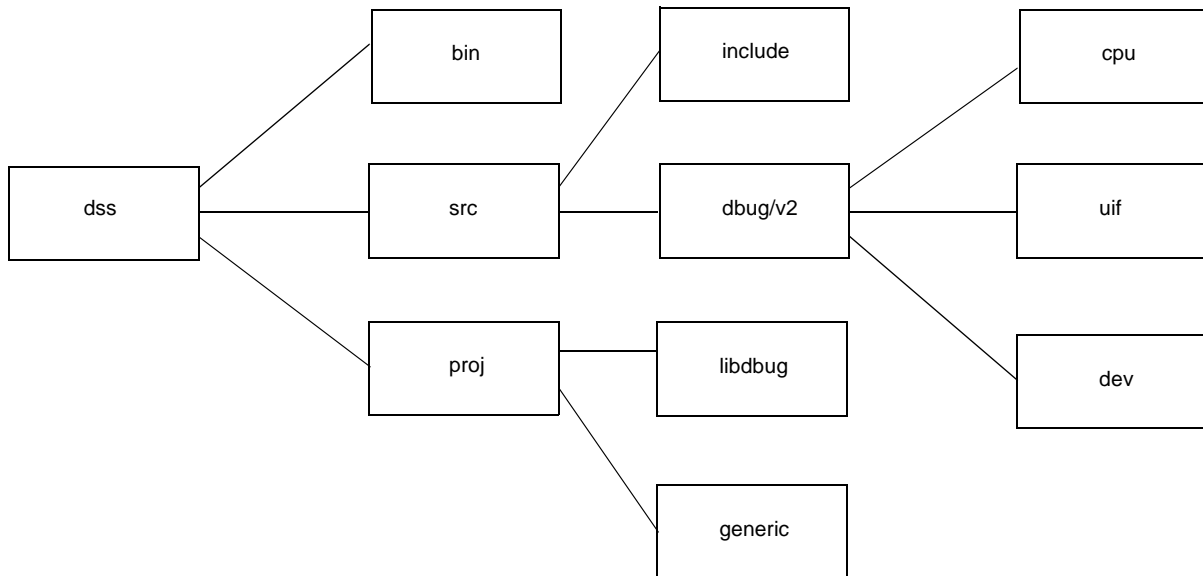 bin
include
cpu
dss
src
dbug/v2
uif
proj
libdbug
dev
generic